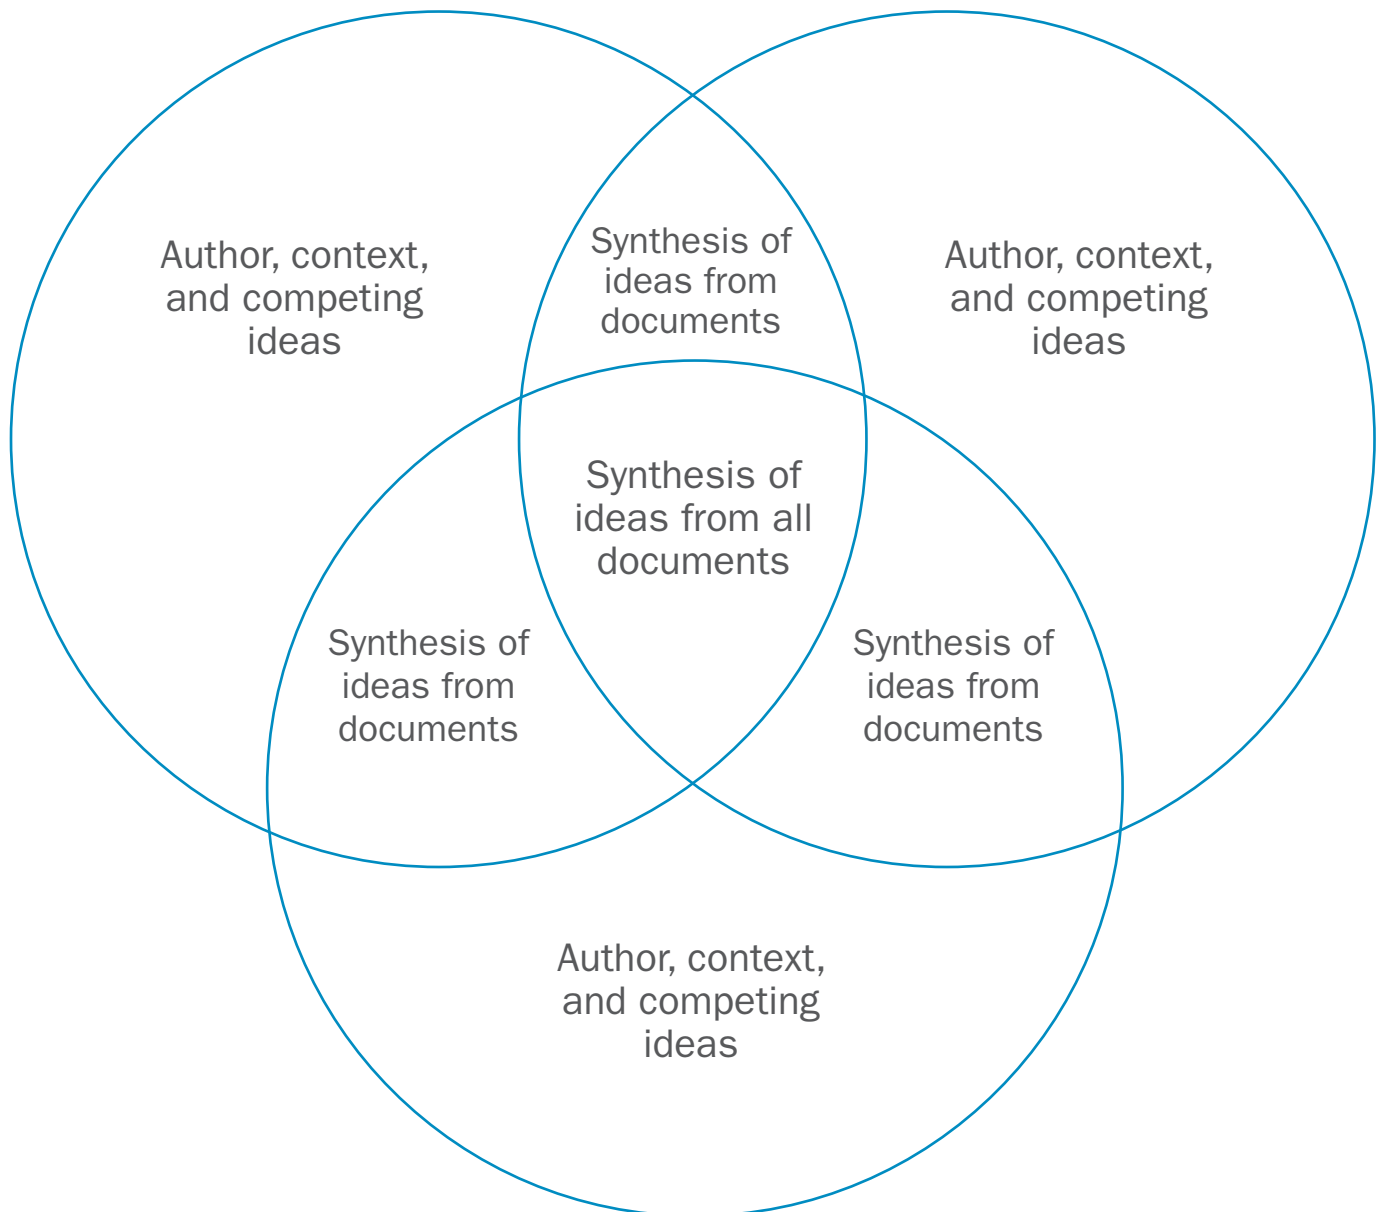 Author, context,
and competing
ideas
Synthesis of
ideas from
documents
Author, context,
and competing
ideas
Synthesis of
ideas from all
documents
Synthesis of
ideas from
documents
Synthesis of
ideas from
documents
Author, context,
and competing
ideas